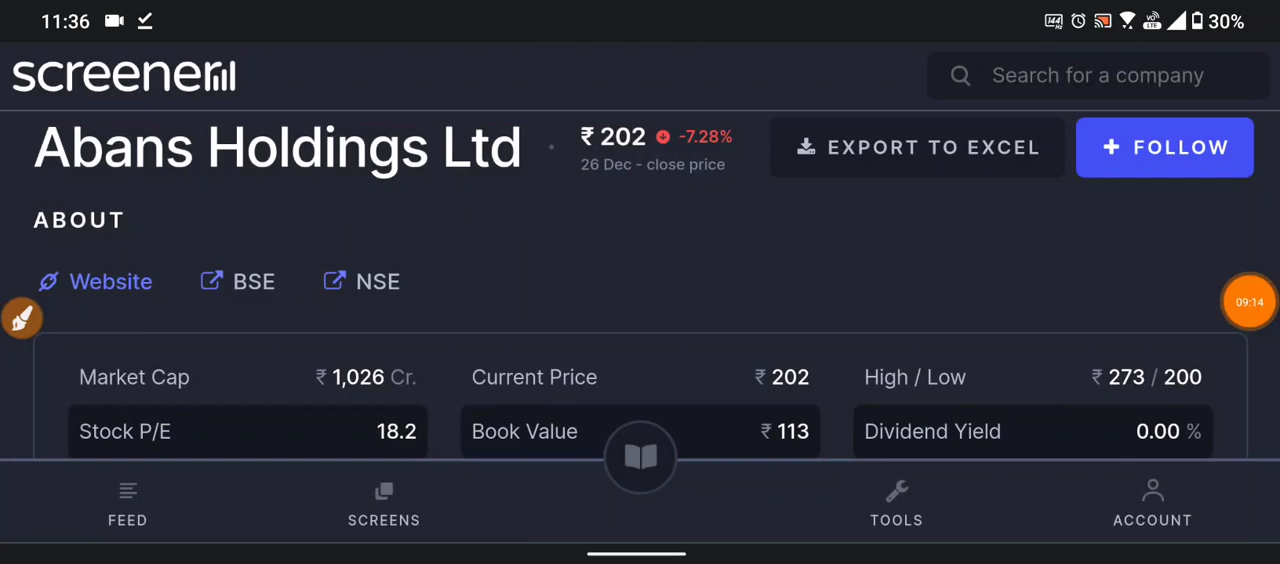 11:36 30%
screener Search for a company
Abans Holdings Ltd · ₹ 202 -7.28% EXPORT TO EXCEL + FOLLOW
26 Dec - close price
ABOUT
Website BSE NSE
09:14
Market Cap ₹ 1,026 Cr. Current Price ₹ 202 High / Low ₹ 273 / 200
Stock P/E 18.2 Book Value ₹ 113 Dividend Yield 0.00 %
FEED SCREENS TOOLS ACCOUNT